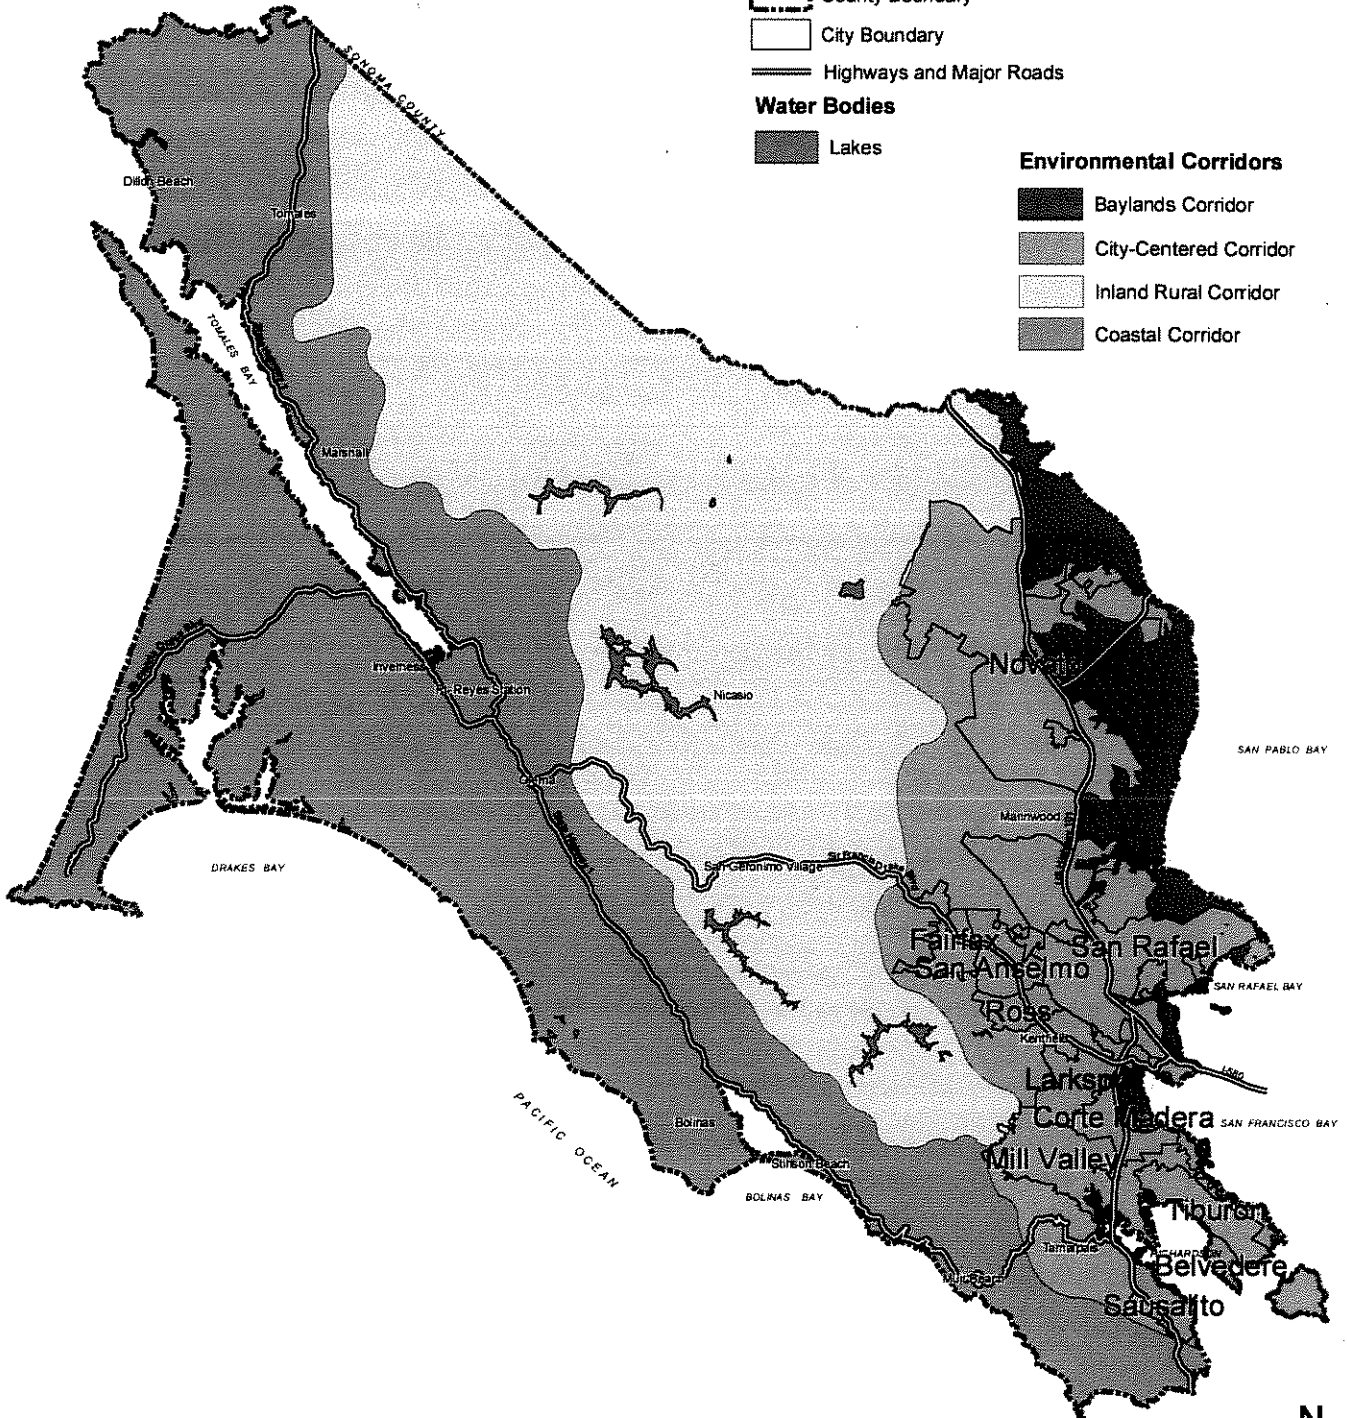 County Boundary
City Boundary
Highways and Major Roads
Water Bodies
Lakes
Environmental Corridors
Baylands Corridor
City-Centered Corridor
Inland Rural Corridor
Coastal Corridor
SONOMA COUNTY
Dillon Beach
Tomales
TOMALES BAY
Marshall
Inverness
Pt. Reyes Station
Nicasio
Novato
SAN PABLO BAY
Olema
Marinwood
DRAKES BAY
San Geronimo Village
Fairfax
San Rafael
San Anselmo
SAN RAFAEL BAY
Ross
Kentfield
I-580
Larkspur
Corte Madera
SAN FRANCISCO BAY
PACIFIC OCEAN
Bolinas
Mill Valley
Stinson Beach
BOLINAS BAY
Tiburon
Tamalpais
RICHARDSON
Belvedere
Muir Beach
Sausalito
N